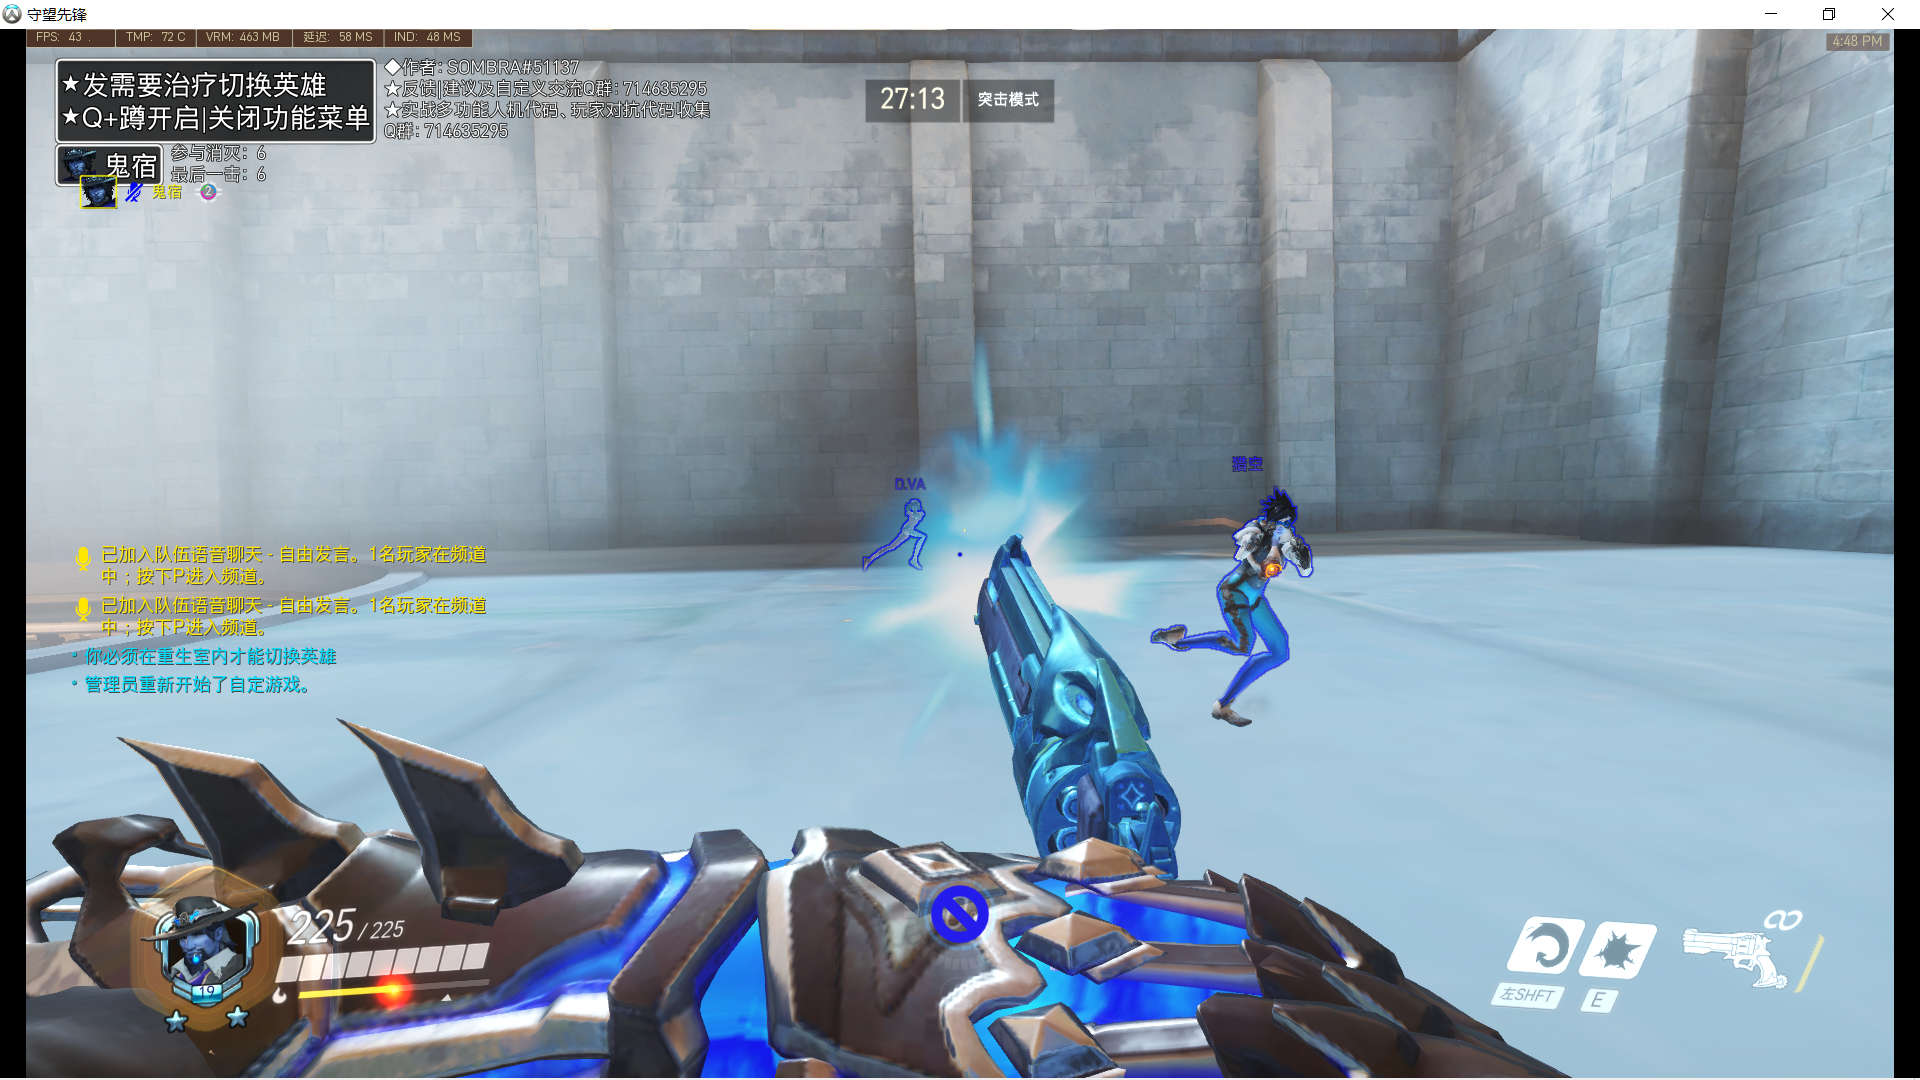 守望先锋
FPS: 43 .
TMP: 72 C
VRM: 463 MB
延迟: 58 MS
IND: 48 MS
4:48 PM
★发需要治疗切换英雄
★Q+蹲开启|关闭功能菜单
◆作者: SOMBRA#51137
★反馈|建议及自定义交流Q群: 714635295
★实战多功能人机代码、玩家对抗代码收集
Q群: 714635295
27:13
突击模式
鬼宿
参与消灭: 6
最后一击: 6
鬼宿
2
猎空
D.VA
已加入队伍语音聊天 - 自由发言。1名玩家在频道
中；按下P进入频道。
已加入队伍语音聊天 - 自由发言。1名玩家在频道
中；按下P进入频道。
· 你必须在重生室内才能切换英雄
· 管理员重新开始了自定游戏。
225/225
19
∞
左SHFT
E